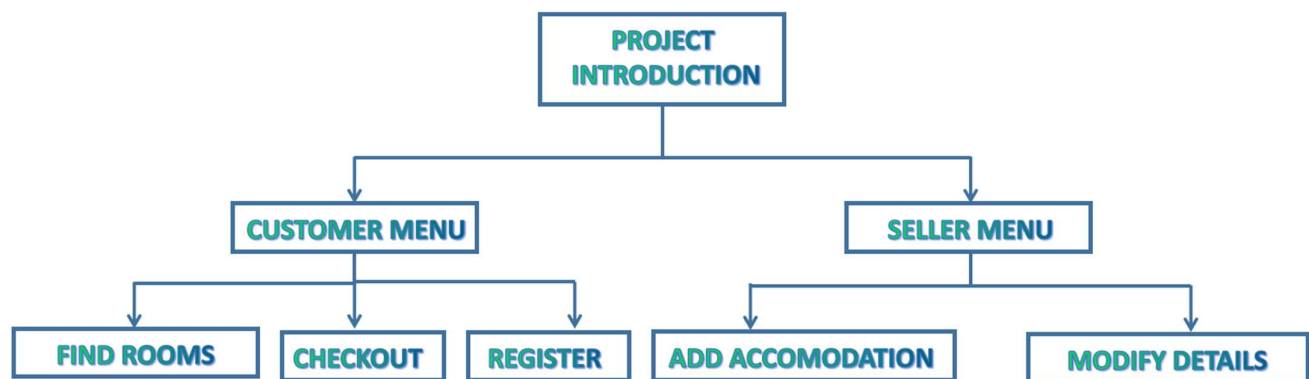 PROJECT
INTRODUCTION
CUSTOMER MENU
SELLER MENU
FIND ROOMS
CHECKOUT
REGISTER
ADD ACCOMODATION
MODIFY DETAILS